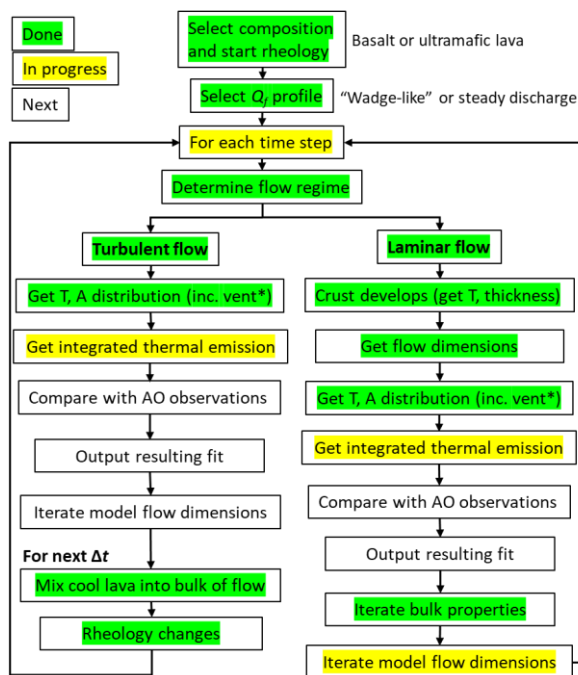 Done
In progress
Next
Select composition
and start rheology
Basalt or ultramafic lava
Select Qf profile
“Wadge-like” or steady discharge
For each time step
Determine flow regime
Turbulent flow
Get T, A distribution (inc. vent*)
Get integrated thermal emission
Compare with AO observations
Output resulting fit
Iterate model flow dimensions
For next Δt
Mix cool lava into bulk of flow
Rheology changes
Laminar flow
Crust develops (get T, thickness)
Get flow dimensions
Get T, A distribution (inc. vent*)
Get integrated thermal emission
Compare with AO observations
Output resulting fit
Iterate bulk properties
Iterate model flow dimensions